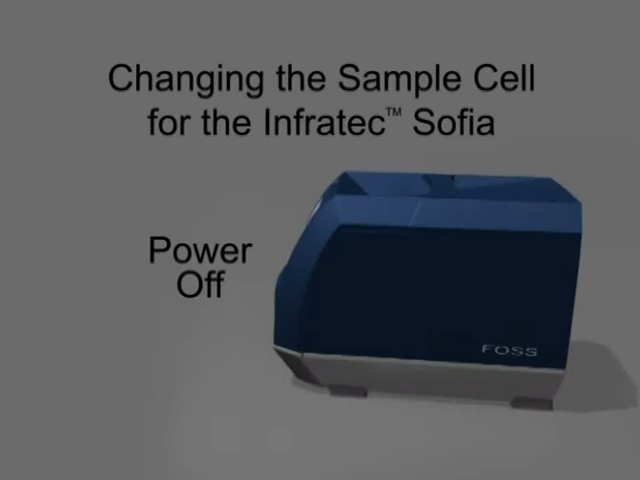 Changing the Sample Cell
for the Infratec™ Sofia
Power
Off
FOSS